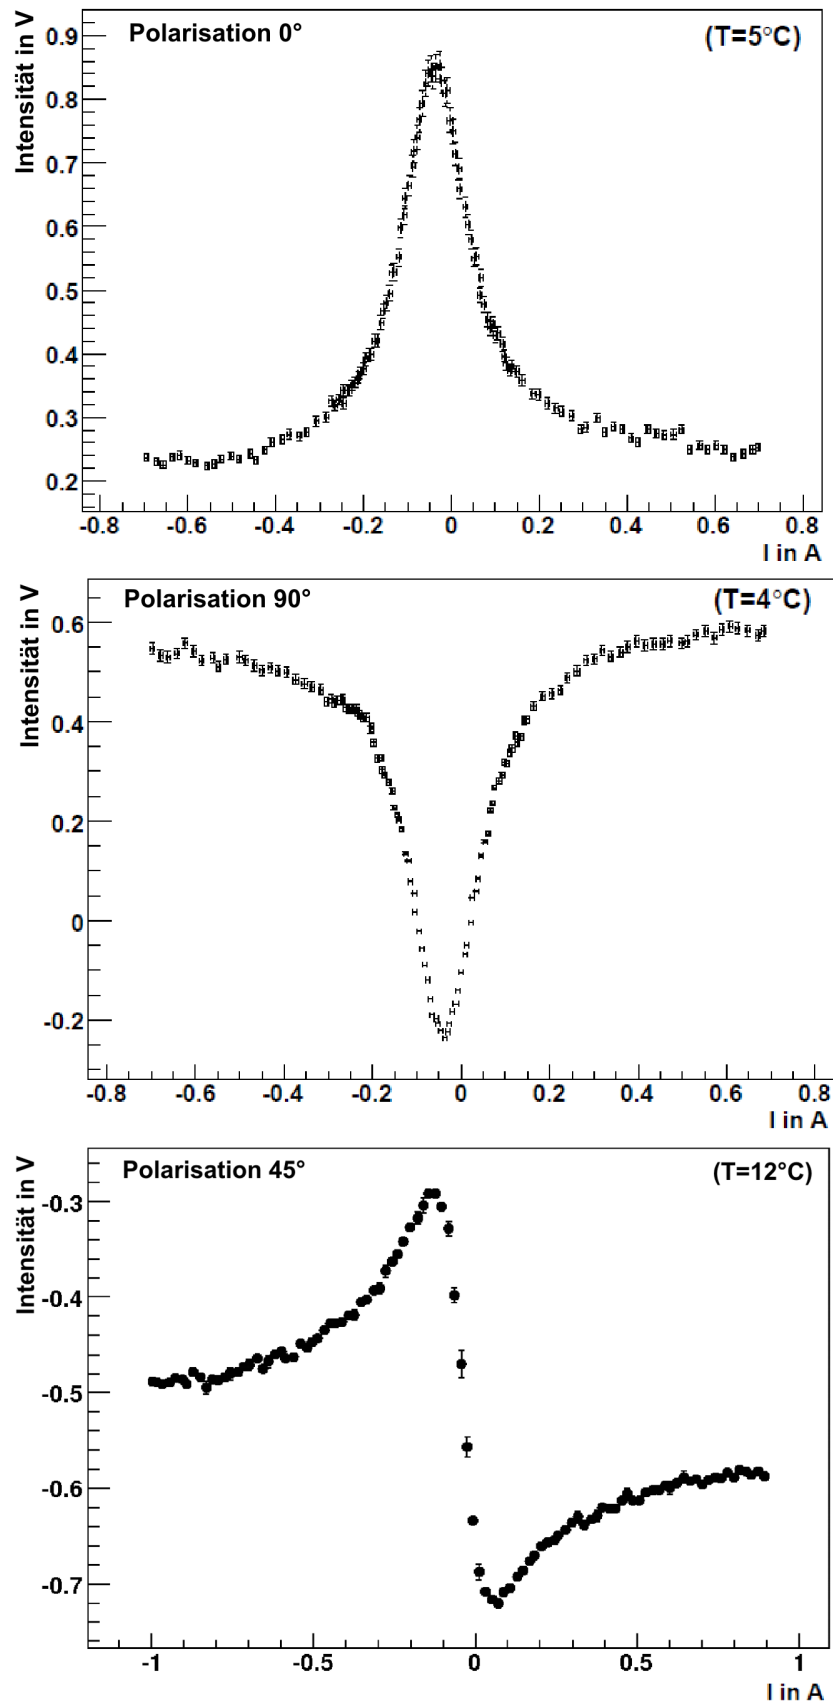 Polarisation 0° (T=5°C)
Intensität in V
0.9
0.8
0.7
0.6
0.5
0.4
0.3
0.2
-0.8 -0.6 -0.4 -0.2 0 0.2 0.4 0.6 0.8
I in A
Polarisation 90° (T=4°C)
Intensität in V
0.6
0.4
0.2
0
-0.2
-0.8 -0.6 -0.4 -0.2 0 0.2 0.4 0.6 0.8
I in A
Polarisation 45° (T=12°C)
Intensität in V
-0.3
-0.4
-0.5
-0.6
-0.7
-1 -0.5 0 0.5 1
I in A